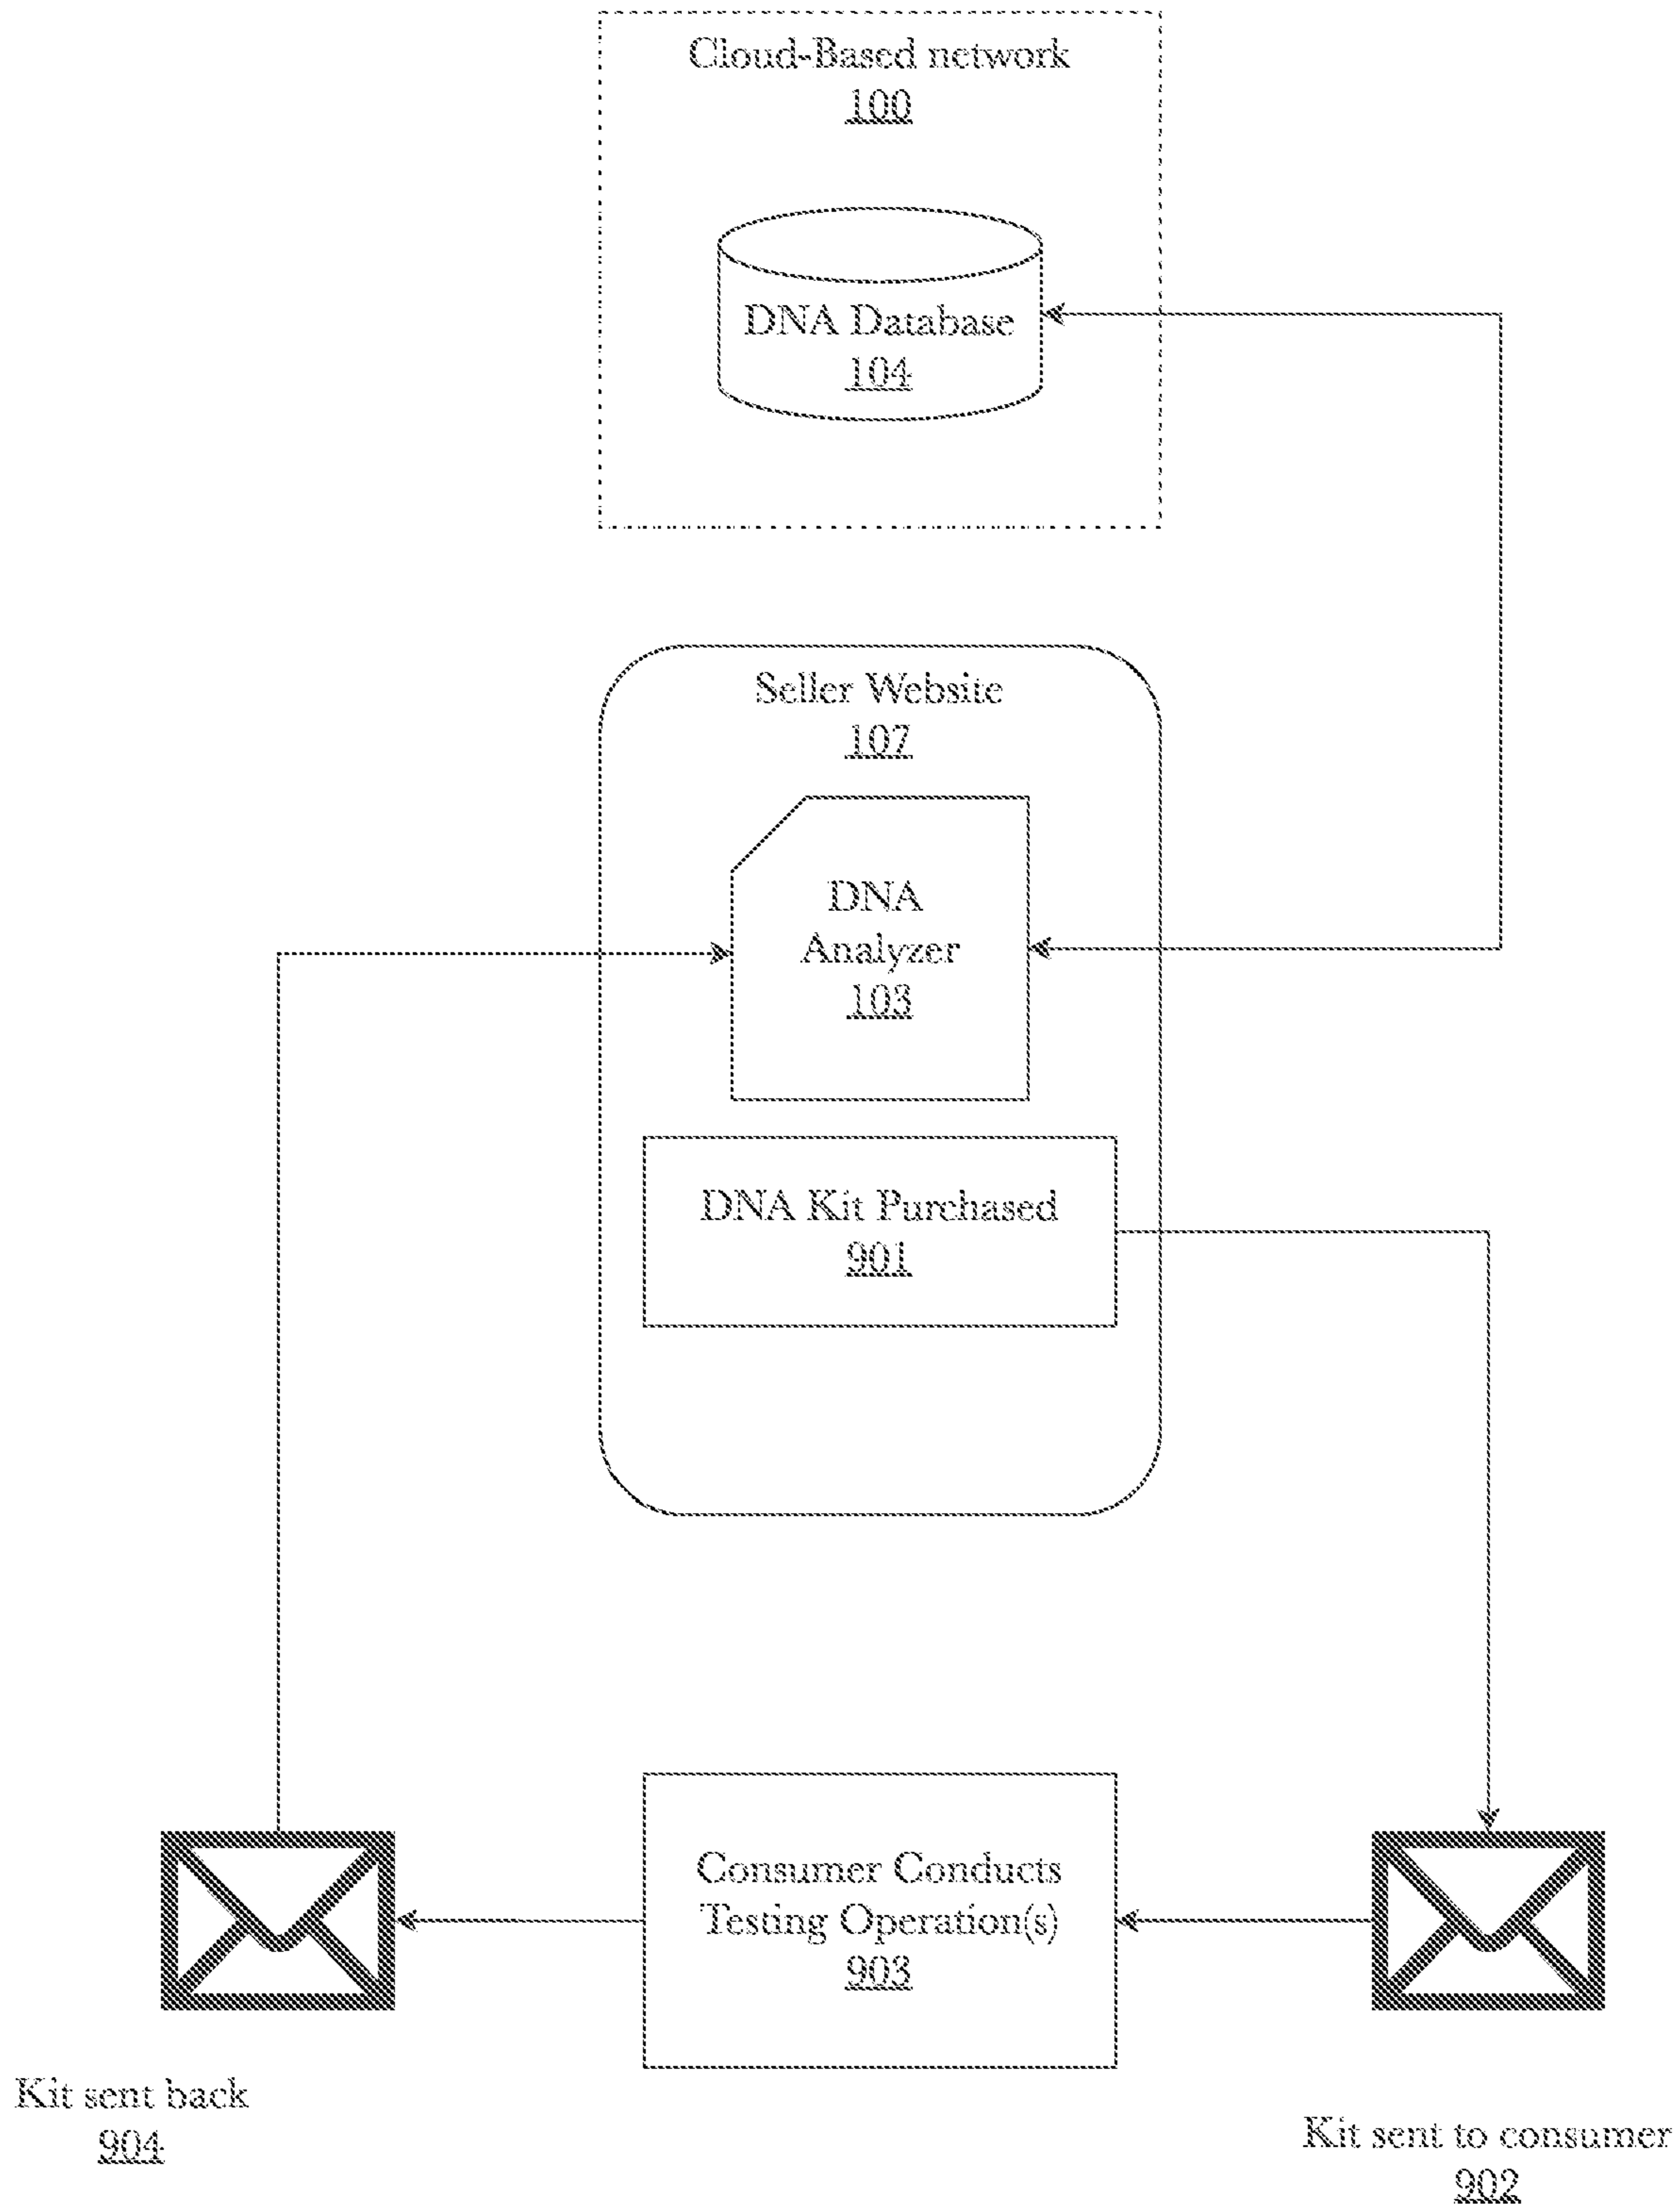 Cloud-Based network
100
DNA Database
104
Seller Website
107
DNA
Analyzer
103
DNA Kit Purchased
901
Consumer Conducts
Testing Operation(s)
903
Kit sent back
904
Kit sent to consumer
902